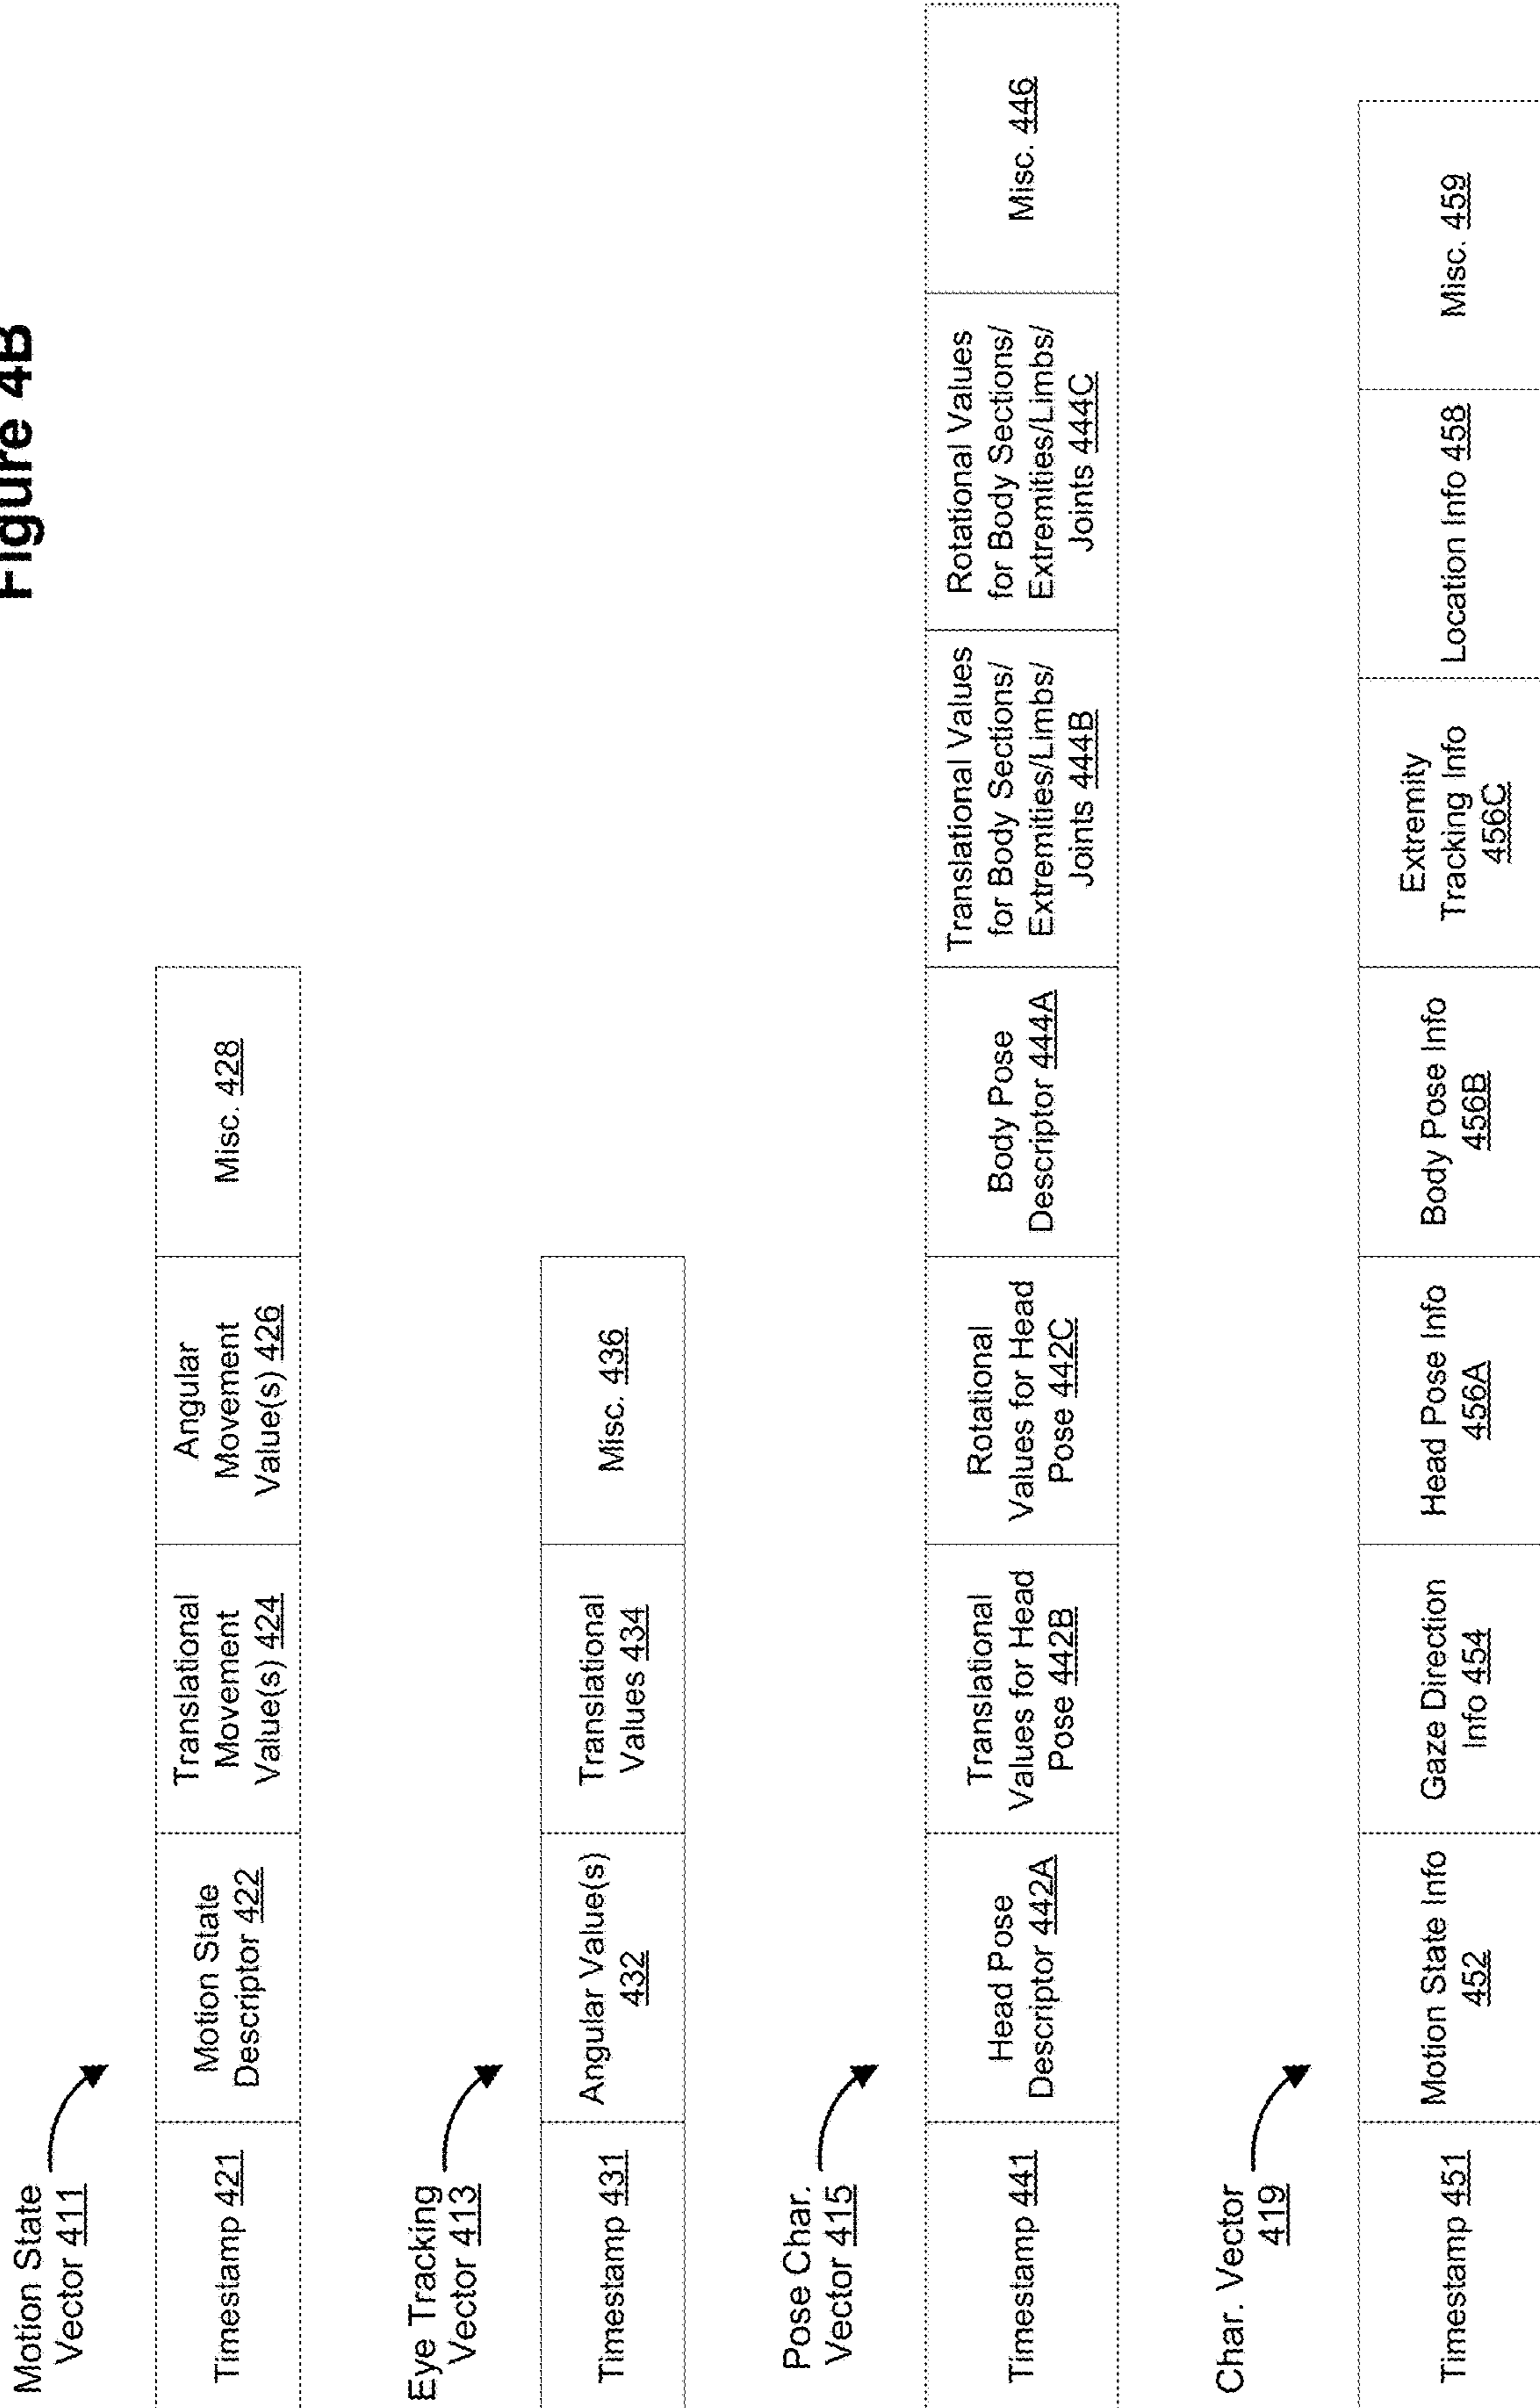 Figure 4B
Motion State
Vector 411
Timestamp 421
Motion State
Descriptor 422
Translational
Movement
Value(s) 424
Angular
Movement
Value(s) 426
Misc. 428
Eye Tracking
Vector 413
Timestamp 431
Angular Value(s)
432
Translational
Values 434
Misc. 436
Pose Char.
Vector 415
Timestamp 441
Head Pose
Descriptor 442A
Translational
Values for Head
Pose 442B
Rotational
Values for Head
Pose 442C
Body Pose
Descriptor 444A
Translational Values
for Body Sections/
Extremities/Limbs/
Joints 444B
Rotational Values
for Body Sections/
Extremities/Limbs/
Joints 444C
Misc. 446
Char. Vector
419
Timestamp 451
Motion State Info
452
Gaze Direction
Info 454
Head Pose Info
456A
Body Pose Info
456B
Extremity
Tracking Info
456C
Location Info 458
Misc. 459